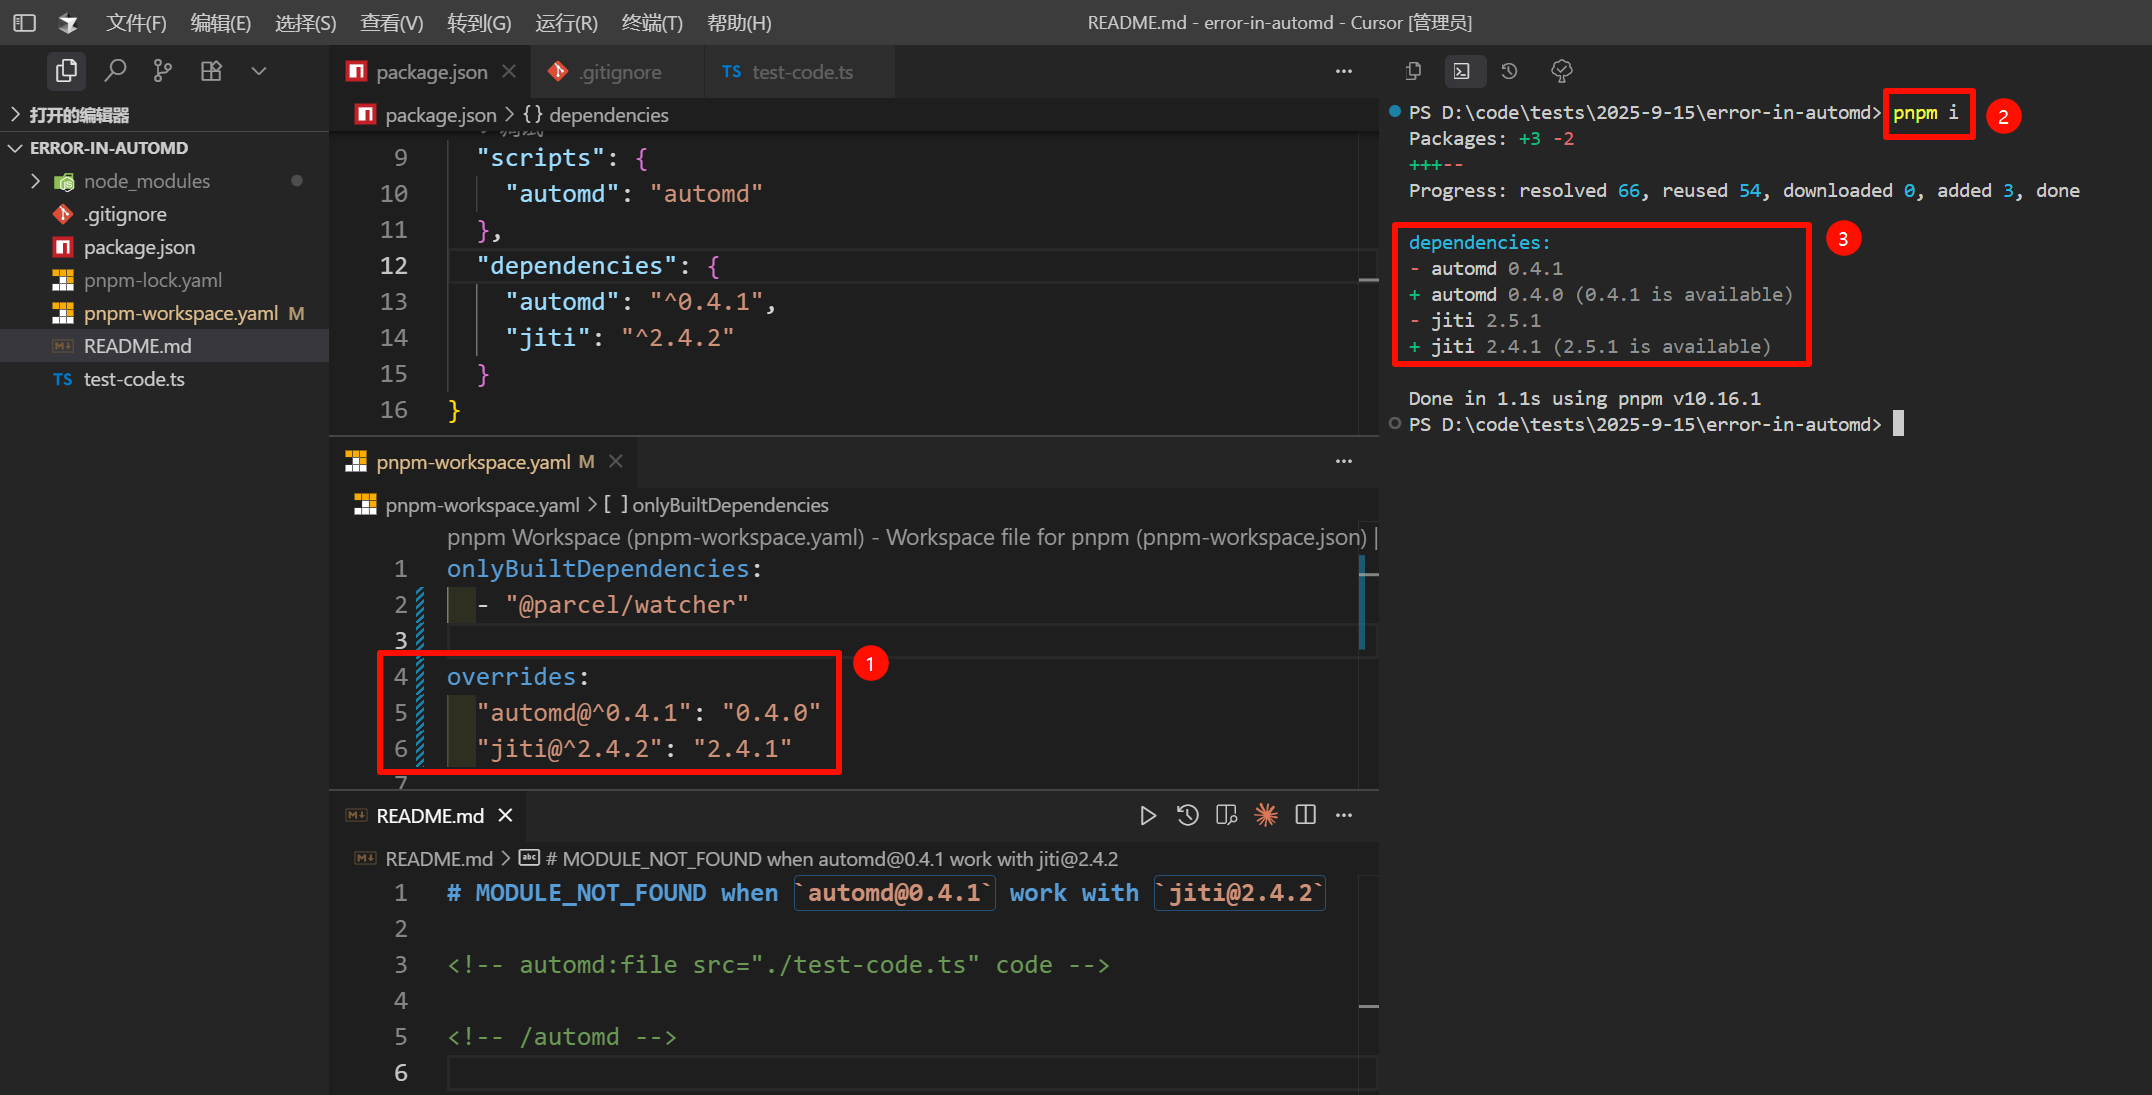 文件(F) 编辑(E) 选择(S) 查看(V) 转到(G) 运行(R) 终端(T) 帮助(H)
README.md - error-in-automd - Cursor [管理员]
打开的编辑器
ERROR-IN-AUTOMD
node_modules
.gitignore
package.json
pnpm-lock.yaml
pnpm-workspace.yaml M
README.md
TS test-code.ts
package.json .gitignore TS test-code.ts
package.json > {} dependencies
调试
9 "scripts": {
10 "automd": "automd"
11 },
12 "dependencies": {
13 "automd": "^0.4.1",
14 "jiti": "^2.4.2"
15 }
16 }
pnpm-workspace.yaml M
pnpm-workspace.yaml > [ ] onlyBuiltDependencies
pnpm Workspace (pnpm-workspace.yaml) - Workspace file for pnpm (pnpm-workspace.json) |
1 onlyBuiltDependencies:
2 - "@parcel/watcher"
3
4 overrides:
5 "automd@^0.4.1": "0.4.0"
6 "jiti@^2.4.2": "2.4.1"
7
1
README.md
README.md > # MODULE_NOT_FOUND when automd@0.4.1 work with jiti@2.4.2
1 # MODULE_NOT_FOUND when `automd@0.4.1` work with `jiti@2.4.2`
2
3 <!-- automd:file src="./test-code.ts" code -->
4
5 <!-- /automd -->
6
PS D:\code\tests\2025-9-15\error-in-automd> pnpm i
2
Packages: +3 -2
+++--
Progress: resolved 66, reused 54, downloaded 0, added 3, done
dependencies:
- automd 0.4.1
+ automd 0.4.0 (0.4.1 is available)
- jiti 2.5.1
+ jiti 2.4.1 (2.5.1 is available)
3
Done in 1.1s using pnpm v10.16.1
PS D:\code\tests\2025-9-15\error-in-automd>